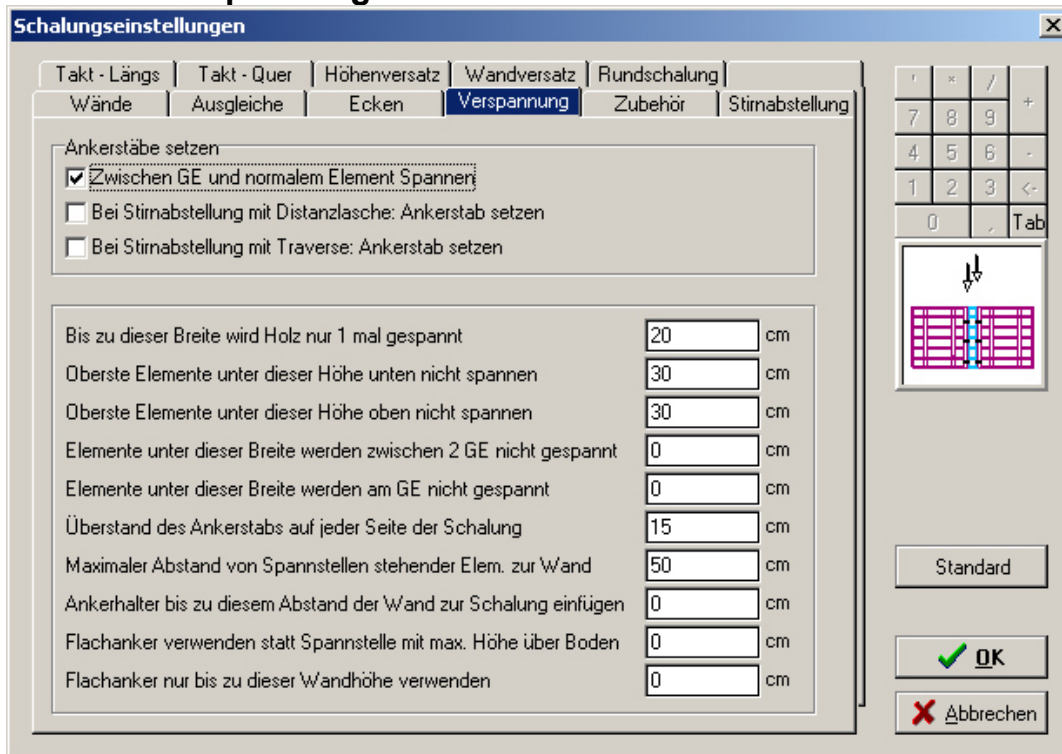 Schalungseinstellungen
Takt - Längs Takt - Quer Höhenversatz Wandversatz Rundschalung
Wände Ausgleiche Ecken Verspannung Zubehör Stirnabstellung
Ankerstäbe setzen
Zwischen GE und normalem Element Spannen
Bei Stirnabstellung mit Distanzlasche: Ankerstab setzen
Bei Stirnabstellung mit Traverse: Ankerstab setzen
Bis zu dieser Breite wird Holz nur 1 mal gespannt 20 cm
Oberste Elemente unter dieser Höhe unten nicht spannen 30 cm
Oberste Elemente unter dieser Höhe oben nicht spannen 30 cm
Elemente unter dieser Breite werden zwischen 2 GE nicht gespannt 0 cm
Elemente unter dieser Breite werden am GE nicht gespannt 0 cm
Überstand des Ankerstabs auf jeder Seite der Schalung 15 cm
Maximaler Abstand von Spannstellen stehender Elem. zur Wand 50 cm
Ankerhalter bis zu diesem Abstand der Wand zur Schalung einfügen 0 cm
Flachanker verwenden statt Spannstelle mit max. Höhe über Boden 0 cm
Flachanker nur bis zu dieser Wandhöhe verwenden 0 cm
' * / +
7 8 9
4 5 6 -
1 2 3 <-
0 , Tab
Standard
OK
Abbrechen